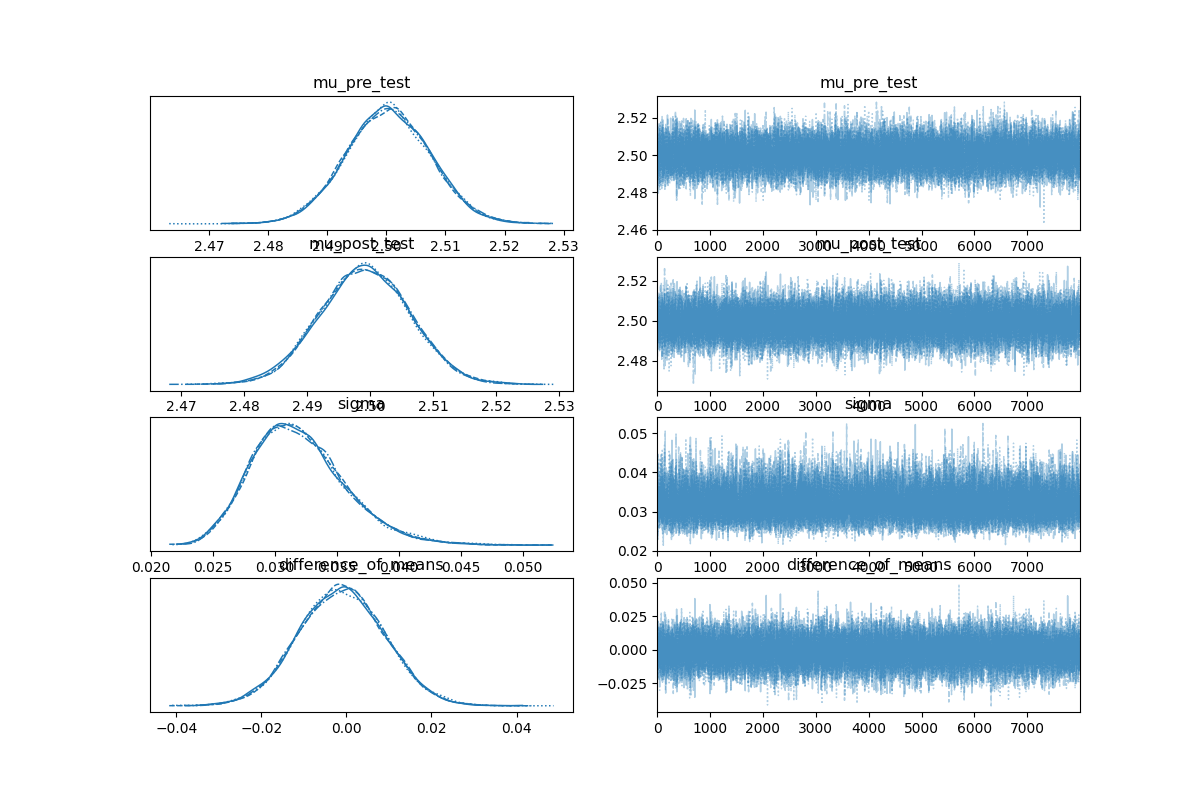 mu_pre_test mu_pre_test
2.52
2.50
2.48
2.46
2.47 2.48 2.49 2.50 2.51 2.52 2.53 0 1000 2000 3000 4000 5000 6000 7000
mu_post_test mu_post_test
2.52
2.50
2.48
2.47 2.48 2.49 2.50 2.51 2.52 2.53 0 1000 2000 3000 4000 5000 6000 7000
sigma sigma
0.05
0.04
0.03
0.02
0.020 0.025 0.030 0.035 0.040 0.045 0.050 0 1000 2000 3000 4000 5000 6000 7000
difference_of_means difference_of_means
0.050
0.025
0.000
−0.025
−0.04 −0.02 0.00 0.02 0.04 0 1000 2000 3000 4000 5000 6000 7000